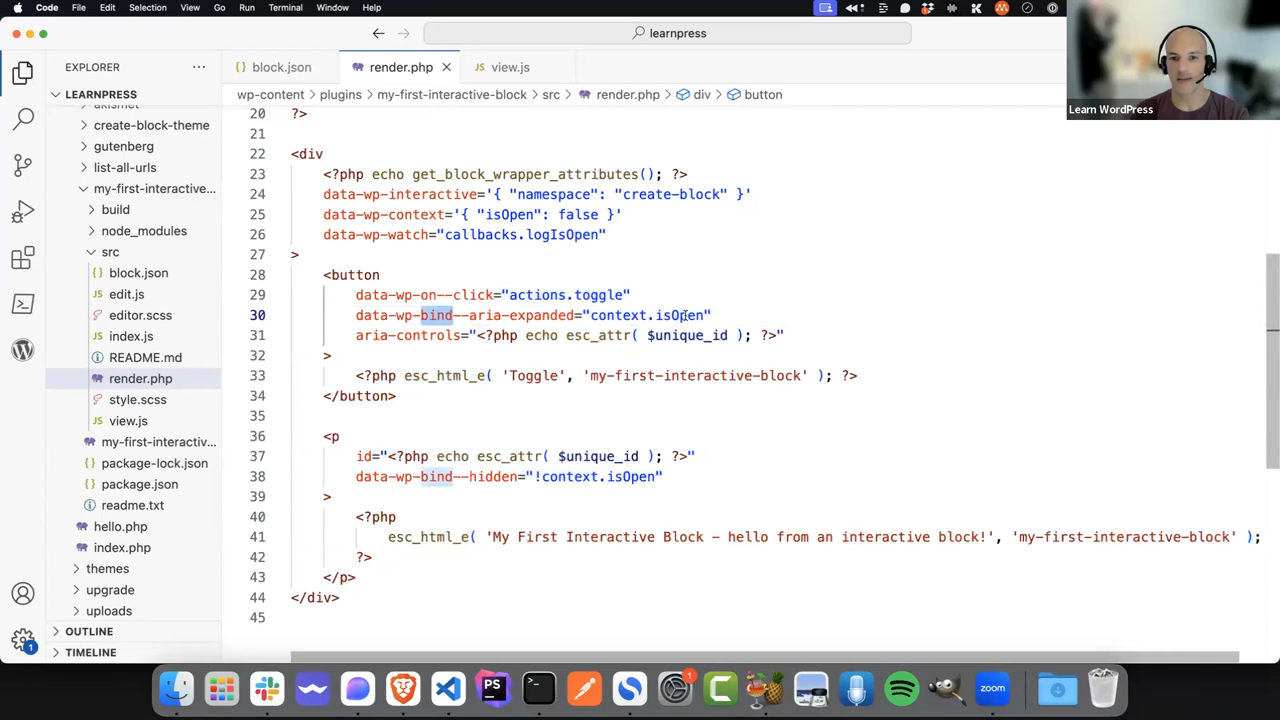 Code File Edit Selection View Go Run Terminal Window Help
learnpress
Learn WordPress
EXPLORER
LEARNPRESS
akismet
create-block-theme
gutenberg
list-all-urls
my-first-interactive...
build
node_modules
src
block.json
edit.js
editor.scss
index.js
README.md
render.php
style.scss
view.js
my-first-interactiv...
package-lock.json
package.json
readme.txt
hello.php
index.php
themes
upgrade
uploads
OUTLINE
TIMELINE
1
block.json render.php view.js
wp-content > plugins > my-first-interactive-block > src > render.php > div > button
20 ?>
21
22 <div
23 <?php echo get_block_wrapper_attributes(); ?>
24 data-wp-interactive='{ "namespace": "create-block" }'
25 data-wp-context='{ "isOpen": false }'
26 data-wp-watch="callbacks.logIsOpen"
27 >
28 <button
29 data-wp-on--click="actions.toggle"
30 data-wp-bind--aria-expanded="context.isOpen"
31 aria-controls="<?php echo esc_attr( $unique_id ); ?>"
32 >
33 <?php esc_html_e( 'Toggle', 'my-first-interactive-block' ); ?>
34 </button>
35
36 <p
37 id="<?php echo esc_attr( $unique_id ); ?>"
38 data-wp-bind--hidden="!context.isOpen"
39 >
40 <?php
41 esc_html_e( 'My First Interactive Block – hello from an interactive block!', 'my-first-interactive-block' );
42 ?>
43 </p>
44 </div>
45
PS
>_
1
C
zoom